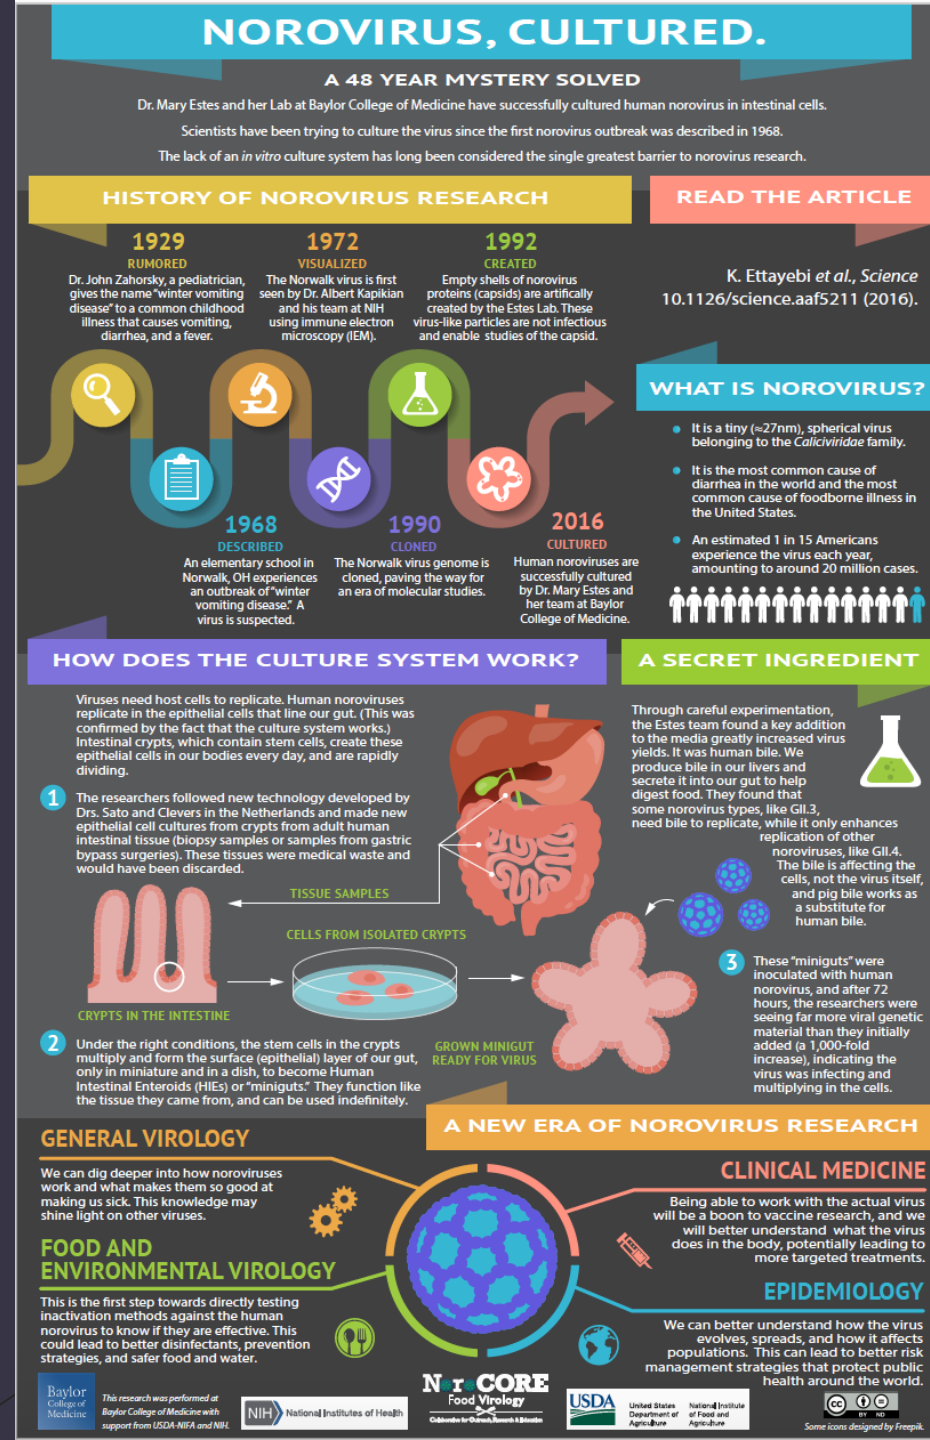 NOROVIRUS, CULTURED.
A 48 YEAR MYSTERY SOLVED
Dr. Mary Estes and her Lab at Baylor College of Medicine have successfully cultured human norovirus in intestinal cells.
Scientists have been trying to culture the virus since the first norovirus outbreak was described in 1968.
The lack of an in vitro culture system has long been considered the single greatest barrier to norovirus research.
HISTORY OF NOROVIRUS RESEARCH
1929
RUMORED
Dr. John Zahorsky, a pediatrician,
gives the name "winter vomiting
disease" to a common childhood
illness that causes vomiting,
diarrhea, and a fever.
1972
VISUALIZED
The Norwalk virus is first
seen by Dr. Albert Kapikian
and his team at NIH
using immune electron
microscopy (IEM).
1992
CREATED
Empty shells of norovirus
proteins (capsids) are artifically
created by the Estes Lab. These
virus-like particles are not infectious
and enable studies of the capsid.
1968
DESCRIBED
An elementary school in
Norwalk, OH experiences
an outbreak of "winter
vomiting disease." A
virus is suspected.
1990
CLONED
The Norwalk virus genome is
cloned, paving the way for
an era of molecular studies.
2016
CULTURED
Human noroviruses are
successfully cultured
by Dr. Mary Estes and
her team at Baylor
College of Medicine.
READ THE ARTICLE
K. Ettayebi et al., Science
10.1126/science.aaf5211 (2016).
WHAT IS NOROVIRUS?
It is a tiny (≈27nm), spherical virus
belonging to the Caliciviridae family.
It is the most common cause of
diarrhea in the world and the most
common cause of foodborne illness in
the United States.
An estimated 1 in 15 Americans
experience the virus each year,
amounting to around 20 million cases.
HOW DOES THE CULTURE SYSTEM WORK?
Viruses need host cells to replicate. Human noroviruses
replicate in the epithelial cells that line our gut. (This was
confirmed by the fact that the culture system works.)
Intestinal crypts, which contain stem cells, create these
epithelial cells in our bodies every day, and are rapidly
dividing.
1
The researchers followed new technology developed by
Drs. Sato and Clevers in the Netherlands and made new
epithelial cell cultures from crypts from adult human
intestinal tissue (biopsy samples or samples from gastric
bypass surgeries). These tissues were medical waste and
would have been discarded.
TISSUE SAMPLES
CELLS FROM ISOLATED CRYPTS
CRYPTS IN THE INTESTINE
2
Under the right conditions, the stem cells in the crypts
multiply and form the surface (epithelial) layer of our gut,
only in miniature and in a dish, to become Human
Intestinal Enteroids (HIEs) or "miniguts." They function like
the tissue they came from, and can be used indefinitely.
GROWN MINIGUT
READY FOR VIRUS
A SECRET INGREDIENT
Through careful experimentation,
the Estes team found a key addition
to the media greatly increased virus
yields. It was human bile. We
produce bile in our livers and
secrete it into our gut to help
digest food. They found that
some norovirus types, like GII.3,
need bile to replicate, while it only enhances
replication of other
noroviruses, like GII.4.
The bile is affecting the
cells, not the virus itself,
and pig bile works as
a substitute for
human bile.
3
These "miniguts" were
inoculated with human
norovirus, and after 72
hours, the researchers were
seeing far more viral genetic
material than they initially
added (a 1,000-fold
increase), indicating the
virus was infecting and
multiplying in the cells.
A NEW ERA OF NOROVIRUS RESEARCH
GENERAL VIROLOGY
We can dig deeper into how noroviruses
work and what makes them so good at
making us sick. This knowledge may
shine light on other viruses.
FOOD AND
ENVIRONMENTAL VIROLOGY
This is the first step towards directly testing
inactivation methods against the human
norovirus to know if they are effective. This
could lead to better disinfectants, prevention
strategies, and safer food and water.
CLINICAL MEDICINE
Being able to work with the actual virus
will be a boon to vaccine research, and we
will better understand what the virus
does in the body, potentially leading to
more targeted treatments.
EPIDEMIOLOGY
We can better understand how the virus
evolves, spreads, and how it affects
populations. This can lead to better risk
management strategies that protect public
health around the world.
Baylor
College of
Medicine
This research was performed at
Baylor College of Medicine with
support from USDA-NIFA and NIH.
NIH National Institutes of Health
NoroCORE
Food Virology
Collaborative for Outreach, Research & Education
USDA
United States
Department of
Agriculture
National Institute
of Food and
Agriculture
cc
BY ND
Some icons designed by Freepik.